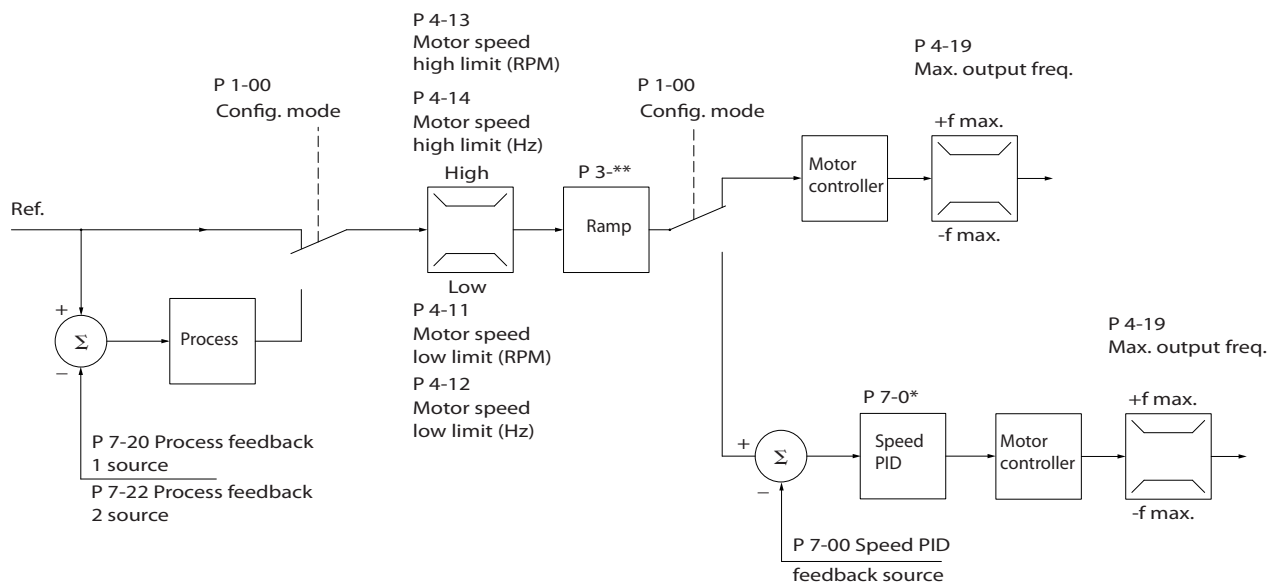 P 4-13
Motor speed
high limit (RPM)
P 4-14
Motor speed
high limit (Hz)
High
P 1-00
Config. mode
P 3-**
Ramp
P 1-00
Config. mode
P 4-19
Max. output freq.
+f max.
Motor
controller
-f max.
Ref.
Low
P 4-11
Motor speed
low limit (RPM)
P 4-12
Motor speed
low limit (Hz)
+
Σ
−
Process
P 7-20 Process feedback
1 source
P 7-22 Process feedback
2 source
P 4-19
Max. output freq.
+f max.
P 7-0*
+
Σ
−
Speed
PID
Motor
controller
-f max.
P 7-00 Speed PID
feedback source